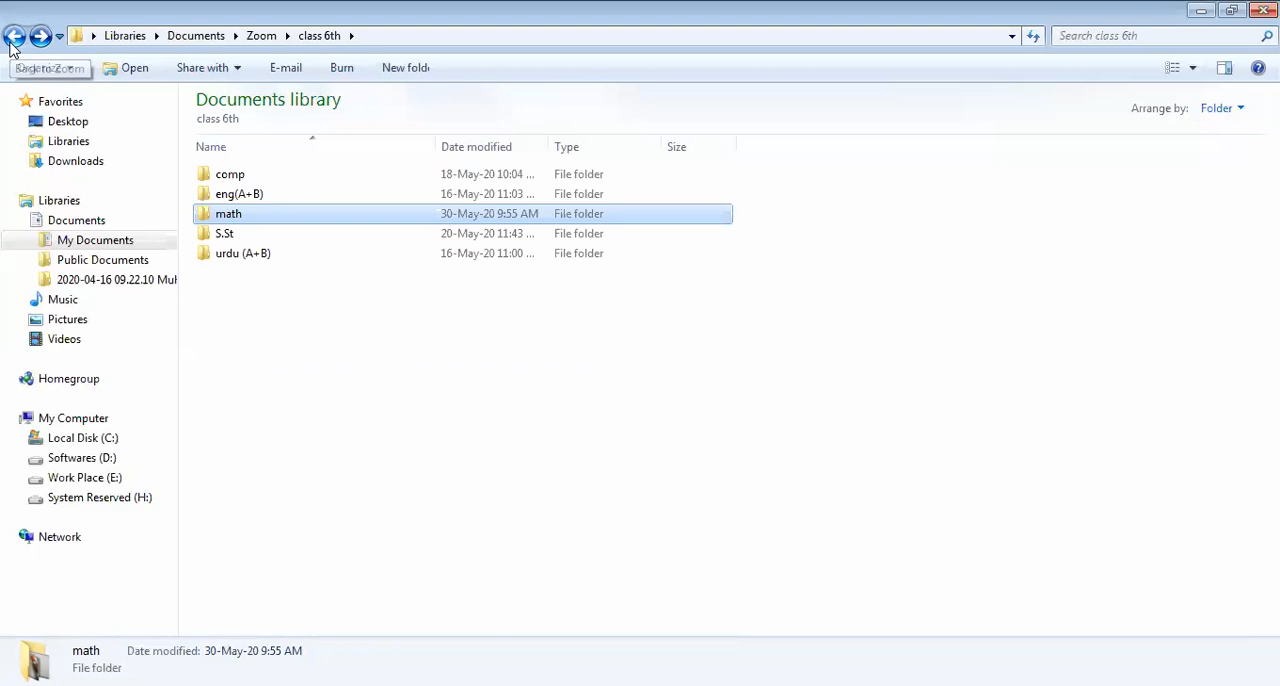 Libraries Documents Zoom class 6th
Search class 6th
Back to Zoom
Open Share with E-mail Burn New fold
Favorites
Desktop
Libraries
Downloads
Libraries
Documents
My Documents
Public Documents
2020-04-16 09.22.10 Mul
Music
Pictures
Videos
Homegroup
My Computer
Local Disk (C:)
Softwares (D:)
Work Place (E:)
System Reserved (H:)
Network
Documents library
class 6th
Arrange by: Folder
Name Date modified Type Size
comp 18-May-20 10:04 ... File folder
eng(A+B) 16-May-20 11:03 ... File folder
math 30-May-20 9:55 AM File folder
S.St 20-May-20 11:43 ... File folder
urdu (A+B) 16-May-20 11:00 ... File folder
math Date modified: 30-May-20 9:55 AM
File folder